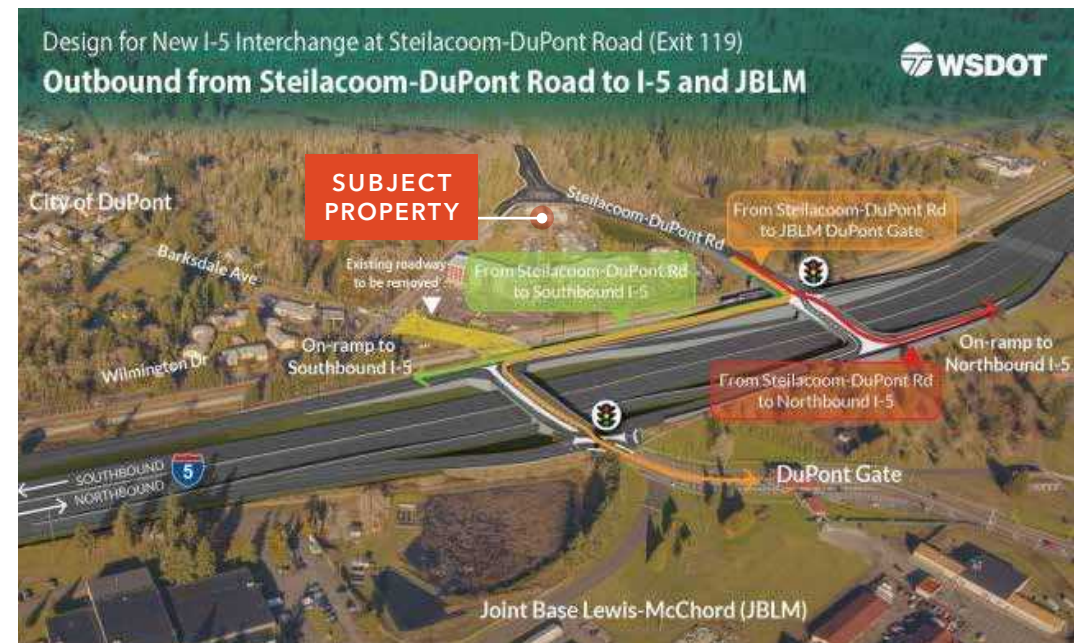 Design for New I-5 Interchange at Steilacoom-DuPont Road (Exit 119)
Outbound from Steilacoom-DuPont Road to I-5 and JBLM
WSDOT
SUBJECT
PROPERTY
City of DuPont
Steilacoom-DuPont Rd
From Steilacoom-DuPont Rd
to JBLM DuPont Gate
Barksdale Ave
Existing roadway
to be removed
From Steilacoom-DuPont Rd
to Southbound I-5
On-ramp to
Southbound I-5
On-ramp to
Northbound I-5
Wilmington Dr
From Steilacoom-DuPont Rd
to Northbound I-5
SOUTHBOUND
NORTHBOUND
5
DuPont Gate
Joint Base Lewis-McChord (JBLM)